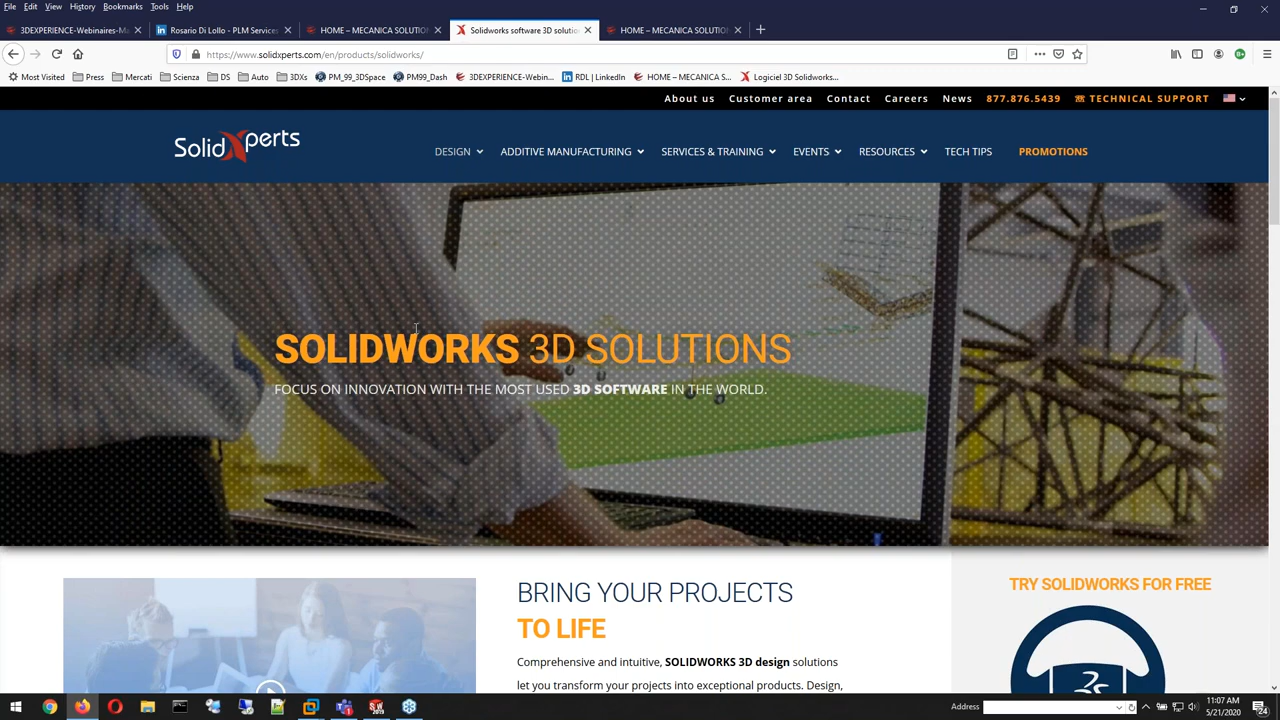 File Edit View History Bookmarks Tools Help
3DEXPERIENCE-Webinaires-Ma
Rosario Di Lollo - PLM Services
HOME – MECANICA SOLUTION
Solidworks software 3D solutio
HOME – MECANICA SOLUTION
https://www.solidxperts.com/en/products/solidworks/
Most Visited Press Mercati Scienza DS Auto 3DXs PM_99_3DSpace PM99_Dash 3DEXPERIENCE-Webin... RDL | LinkedIn HOME – MECANICA S... Logiciel 3D Solidworks...
About us Customer area Contact Careers News 877.876.5439 TECHNICAL SUPPORT
SolidXperts
DESIGN ADDITIVE MANUFACTURING SERVICES & TRAINING EVENTS RESOURCES TECH TIPS PROMOTIONS
SOLIDWORKS 3D SOLUTIONS
FOCUS ON INNOVATION WITH THE MOST USED 3D SOFTWARE IN THE WORLD.
BRING YOUR PROJECTS
TO LIFE
Comprehensive and intuitive, SOLIDWORKS 3D design solutions
let you transform your projects into exceptional products. Design,
TRY SOLIDWORKS FOR FREE
Address
11:07 AM
5/21/2020
24